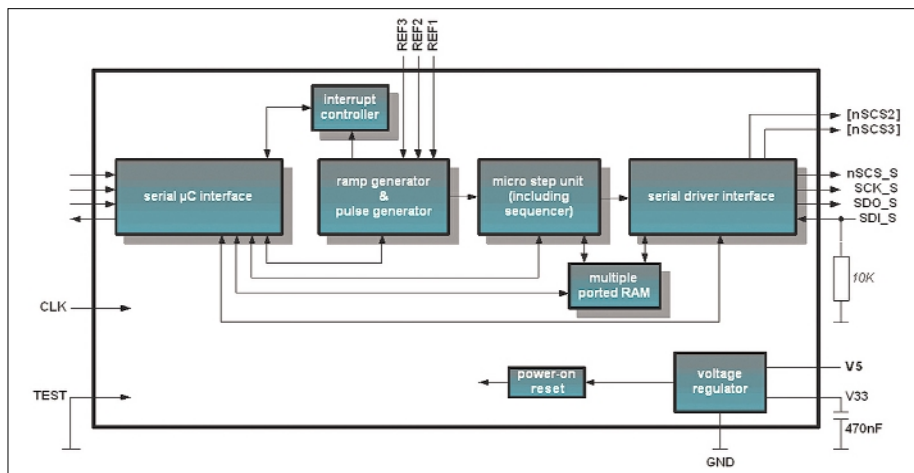 REF3
REF2
REF1
interrupt
controller
[nSCS2]
[nSCS3]
serial µC interface
ramp generator
&
pulse generator
micro step unit
(including
sequencer)
serial driver interface
nSCS_S
SCK_S
SDO_S
SDI_S
multiple
ported RAM
10K
CLK
power-on
reset
voltage
regulator
V5
TEST
V33
470nF
GND